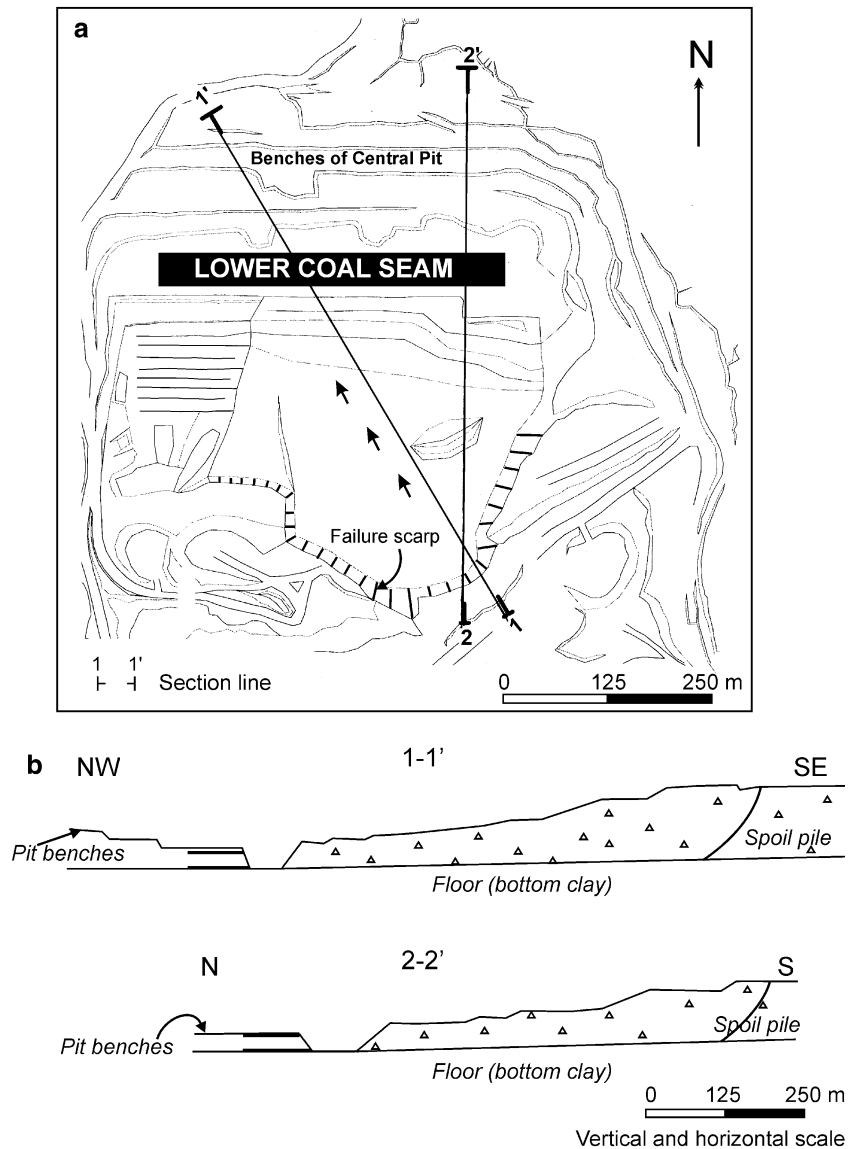 a
N
2'
1'
Benches of Central Pit
LOWER COAL SEAM
Failure scarp
2
1
1 1'
Section line
0 125 250 m
b
NW 1-1’ SE
Pit benches
Spoil pile
Floor (bottom clay)
N 2-2’ S
Pit benches
Spoil pile
Floor (bottom clay)
0 125 250 m
Vertical and horizontal scale